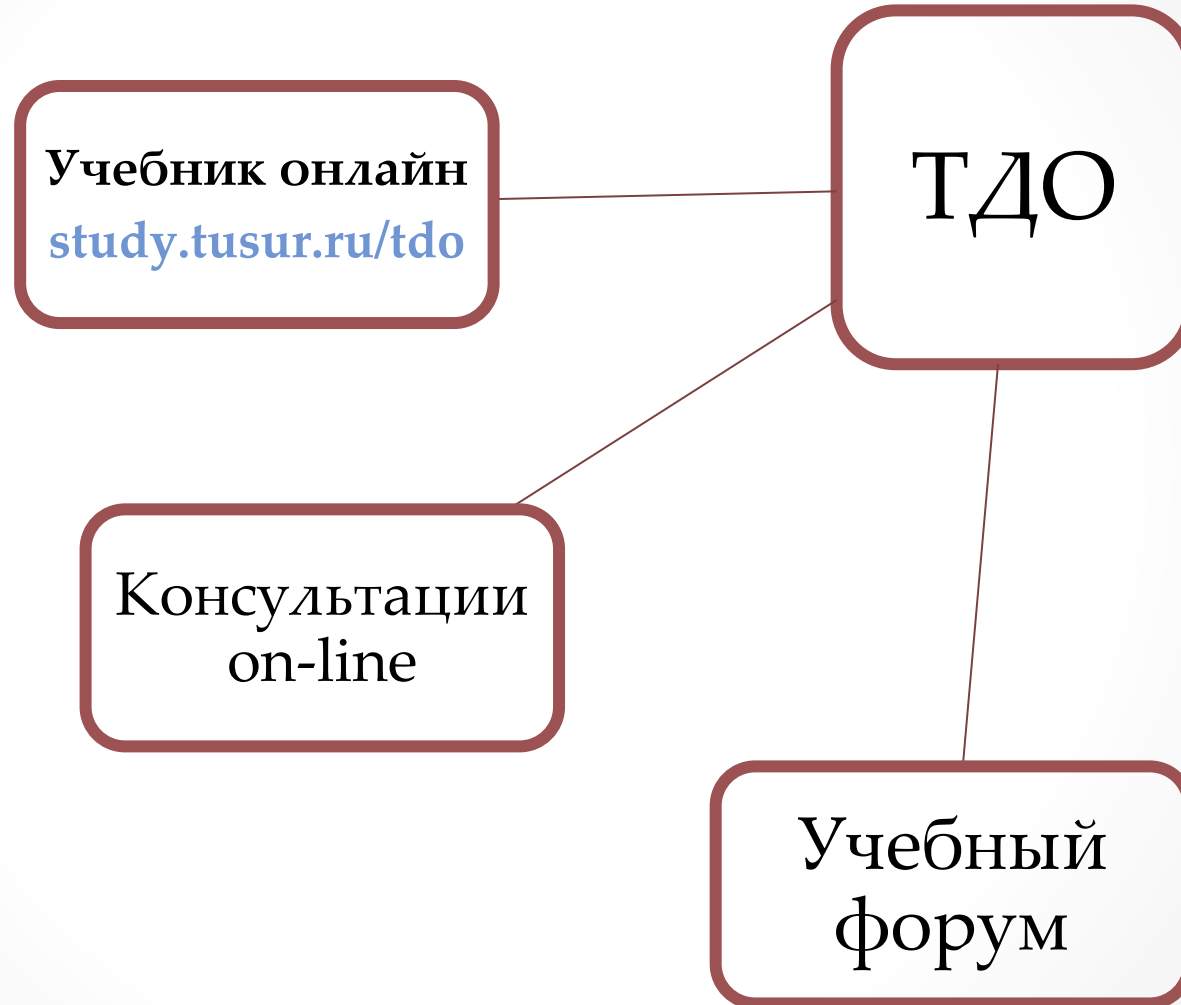 ТДО
Учебник онлайн
study.tusur.ru/tdo
Консультации
on-line
Учебный
форум